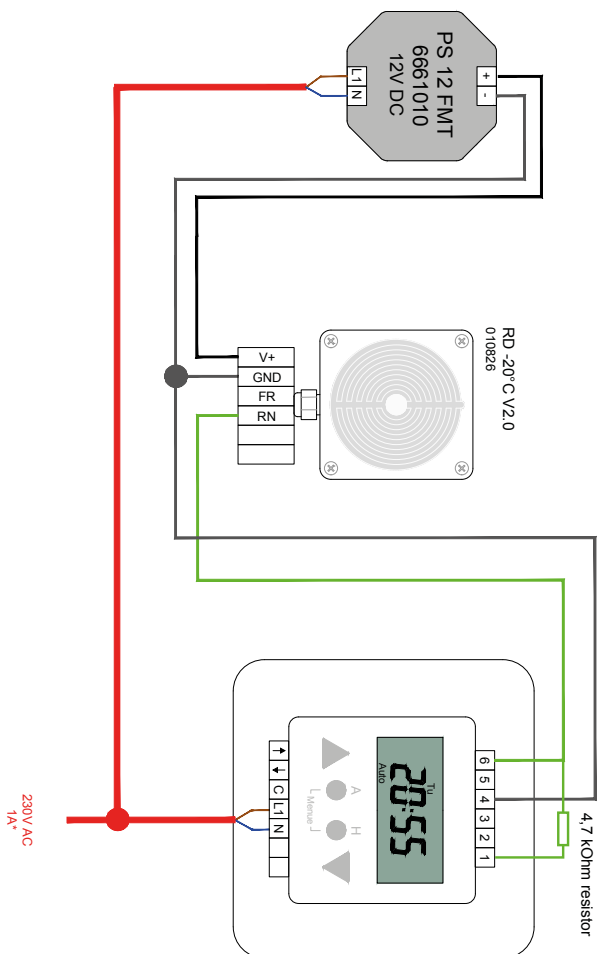 PS 12 FMT
6661010
12V DC
L1
N
+
-
RD -20°C V2.0
010826
V+
GND
FR
RN
Tu
20:55
Auto
6
5
4
3
2
1
4,7 kOhm resistor
A
H
Menue
↑
↓
C
L1
N
230V AC
1A*